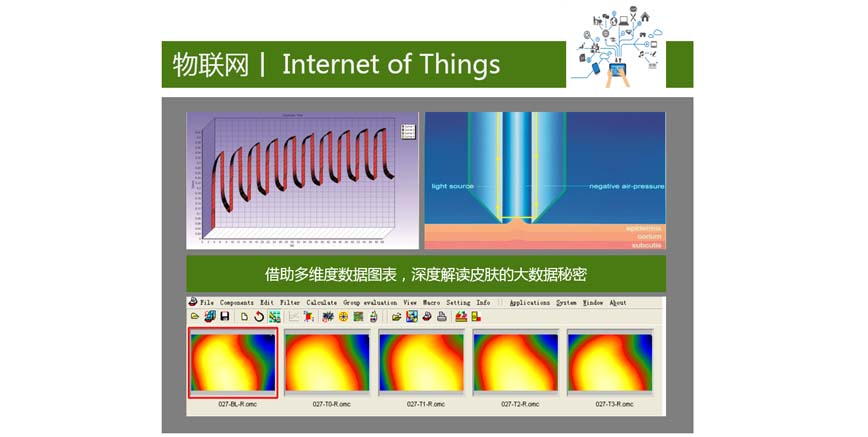 物联网丨 Internet of Things
light source
negative air-pressure
epidermis
corium
subcutis
借助多维度数据图表，深度解读皮肤的大数据秘密
File Components Edit Filter Calculate Group evaluation View Macro Setting Info Applications System Window About
027-BL-R.omc 027-T0-R.omc 027-T1-R.omc 027-T2-R.omc 027-T3-R.omc